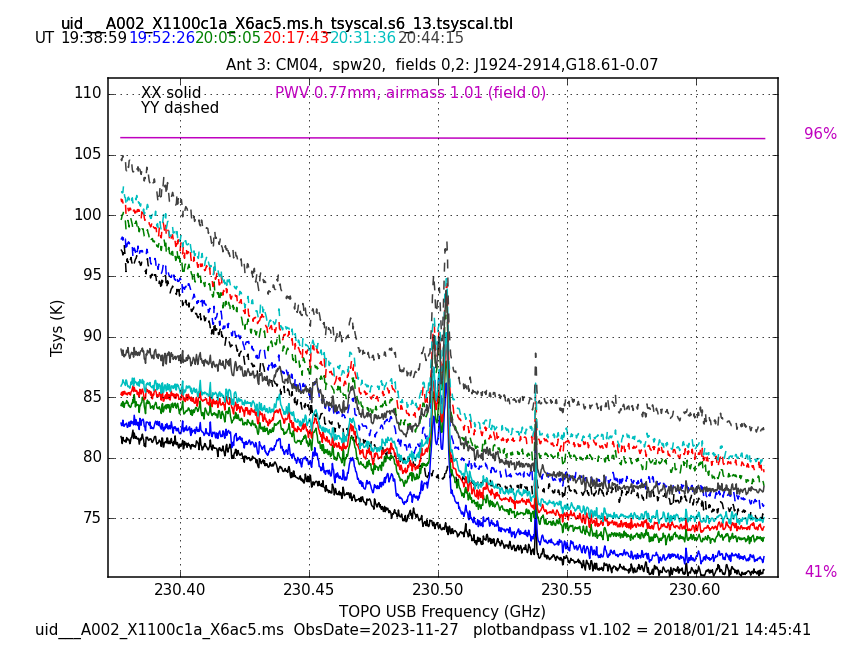 uid___A002_X1100c1a_X6ac5.ms.h_tsyscal.s6_13.tsyscal.tbl
UT 19:38:59 19:52:26 20:05:05 20:17:43 20:31:36 20:44:15
Ant 3: CM04, spw20, fields 0,2: J1924-2914,G18.61-0.07
XX solid
PWV 0.77mm, airmass 1.01 (field 0)
YY dashed
110
105
100
95
90
85
80
75
Tsys (K)
96%
41%
230.40 230.45 230.50 230.55 230.60
TOPO USB Frequency (GHz)
uid___A002_X1100c1a_X6ac5.ms ObsDate=2023-11-27 plotbandpass v1.102 = 2018/01/21 14:45:41